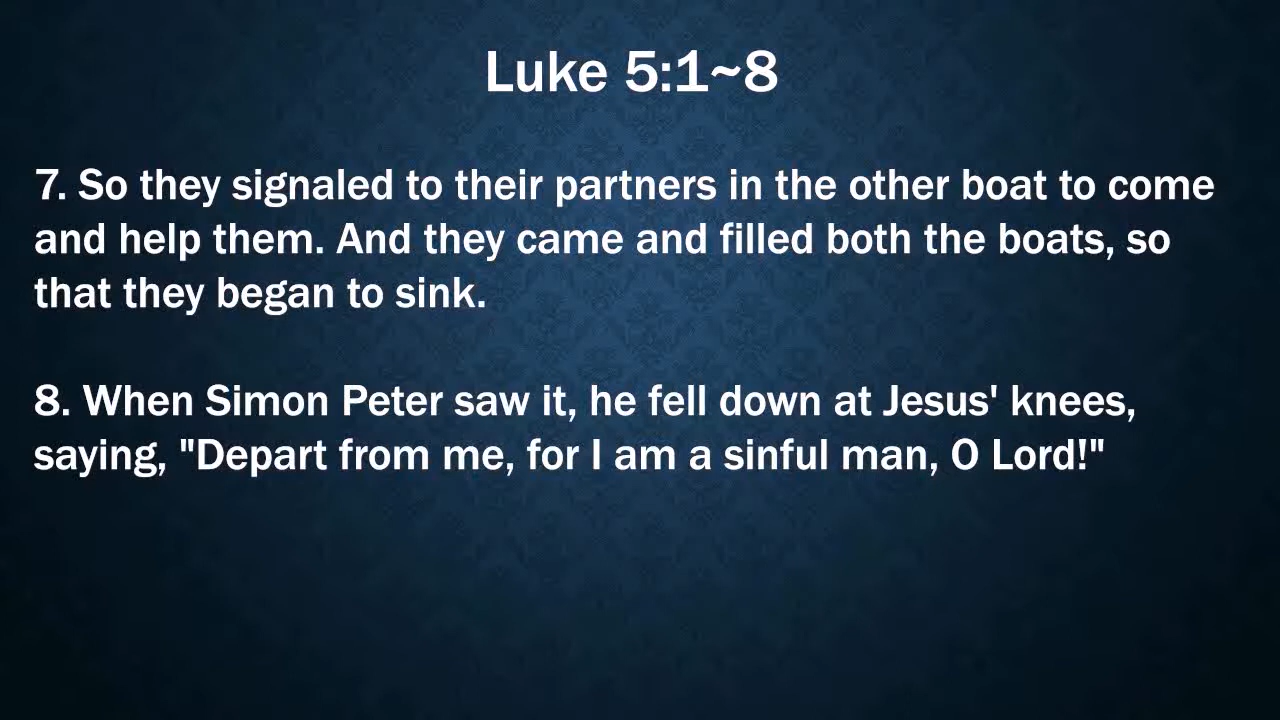 Luke 5:1~8
7. So they signaled to their partners in the other boat to come
and help them. And they came and filled both the boats, so
that they began to sink.
8. When Simon Peter saw it, he fell down at Jesus' knees,
saying, "Depart from me, for I am a sinful man, O Lord!"